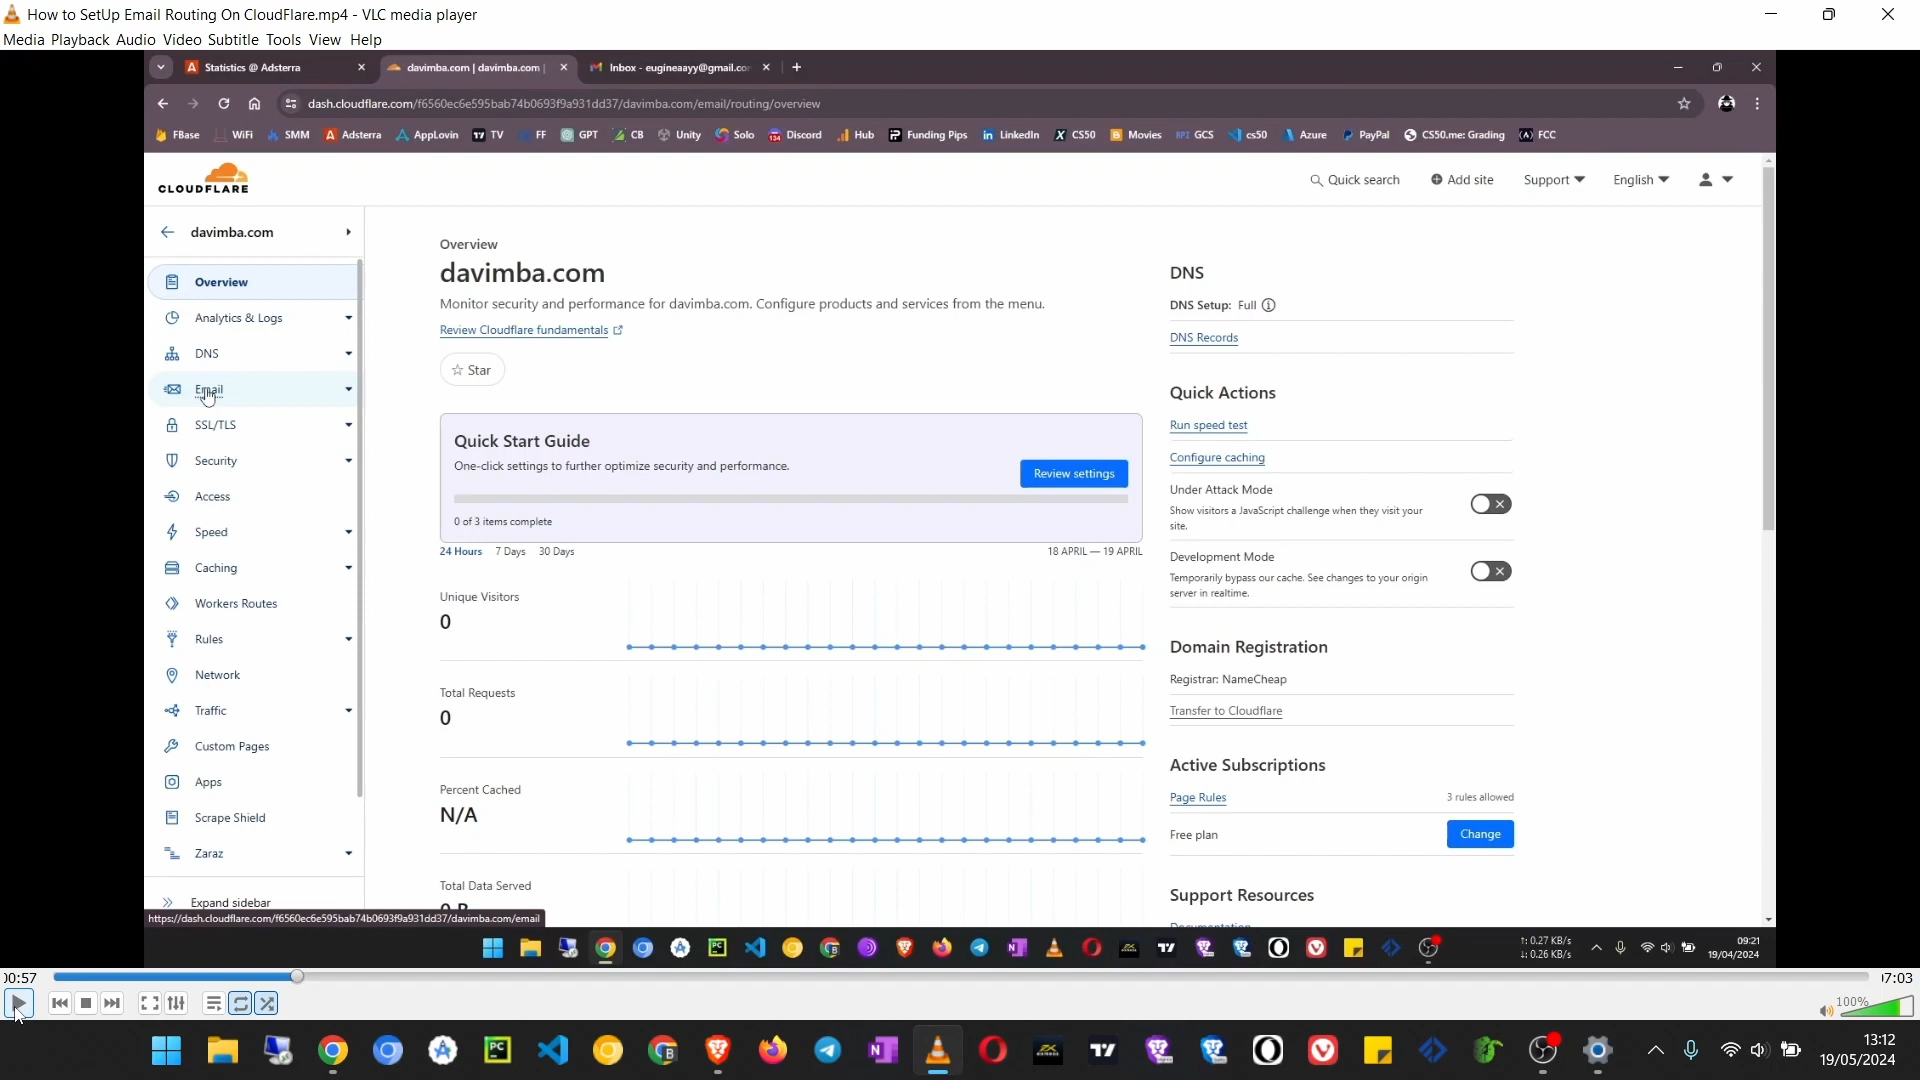 How to SetUp Email Routing On CloudFlare.mp4 - VLC media player
Media Playback Audio Video Subtitle Tools View Help
Statistics @ Adsterra
davimba.com | davimba.com |
Inbox - eugineaayy@gmail.co
dash.cloudflare.com/f6560ec6e595bab74b0693f9a931dd37/davimba.com/email/routing/overview
FBase WiFi SMM Adsterra AppLovin TV FF GPT CB Unity Solo Discord Hub Funding Pips LinkedIn CS50 Movies GCS cs50 Azure PayPal CS50.me: Grading FCC
CLOUDFLARE
Quick search
Add site
Support
English
davimba.com
Overview
Analytics & Logs
DNS
Email
SSL/TLS
Security
Access
Speed
Caching
Workers Routes
Rules
Network
Traffic
Custom Pages
Apps
Scrape Shield
Zaraz
Expand sidebar
https://dash.cloudflare.com/f6560ec6e595bab74b0693f9a931dd37/davimba.com/email
Overview
davimba.com
Monitor security and performance for davimba.com. Configure products and services from the menu.
Review Cloudflare fundamentals
Star
Quick Start Guide
One-click settings to further optimize security and performance.
Review settings
0 of 3 items complete
24 Hours 7 Days 30 Days
18 APRIL — 19 APRIL
Unique Visitors
0
Total Requests
0
Percent Cached
N/A
Total Data Served
0 B
DNS
DNS Setup: Full
DNS Records
Quick Actions
Run speed test
Configure caching
Under Attack Mode
Show visitors a JavaScript challenge when they visit your
site.
Development Mode
Temporarily bypass our cache. See changes to your origin
server in realtime.
Domain Registration
Registrar: NameCheap
Transfer to Cloudflare
Active Subscriptions
Page Rules
3 rules allowed
Free plan
Change
Support Resources
Documentation
↑: 0.27 KB/s
↓: 0.26 KB/s
09:21
19/04/2024
00:57
07:03
100%
13:12
19/05/2024